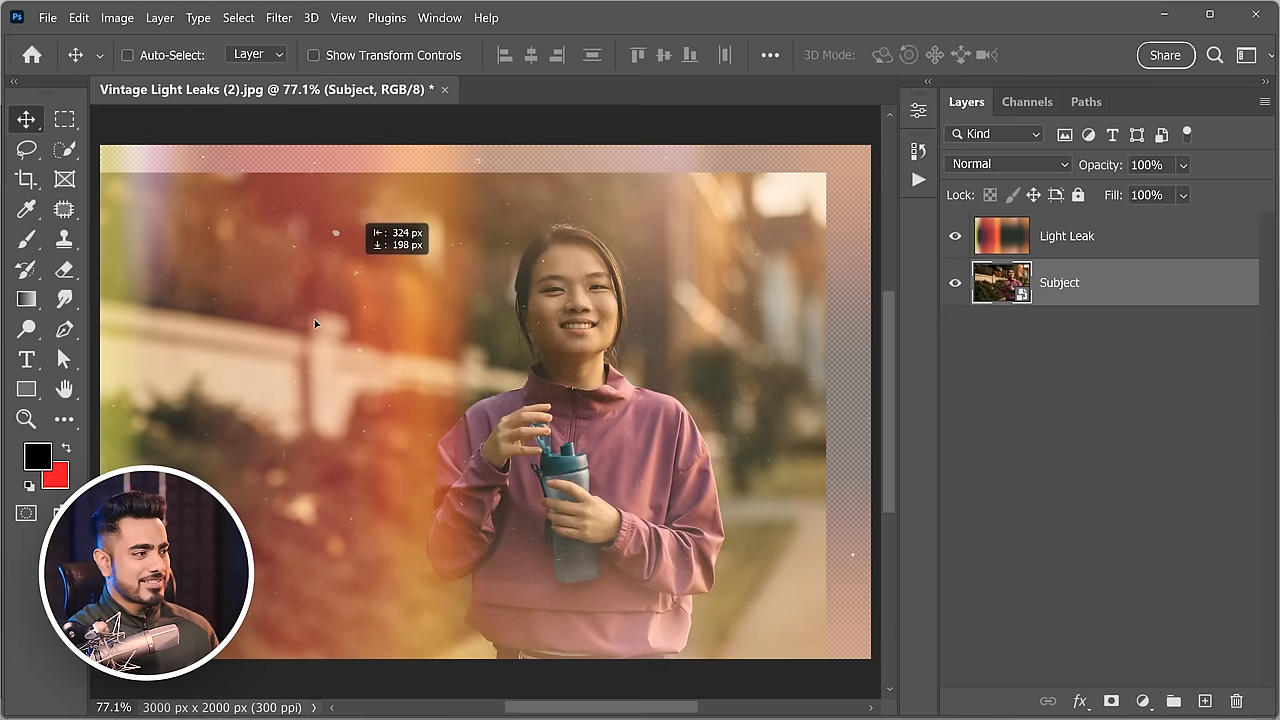 Ps File Edit Image Layer Type Select Filter 3D View Plugins Window Help
Auto-Select: Layer Show Transform Controls 3D Mode: Share
Vintage Light Leaks (2).jpg @ 77.1% (Subject, RGB/8) *
324 px
198 px
Layers Channels Paths
Kind
Normal Opacity: 100%
Lock: Fill: 100%
Light Leak
Subject
77.1% 3000 px x 2000 px (300 ppi)
fx